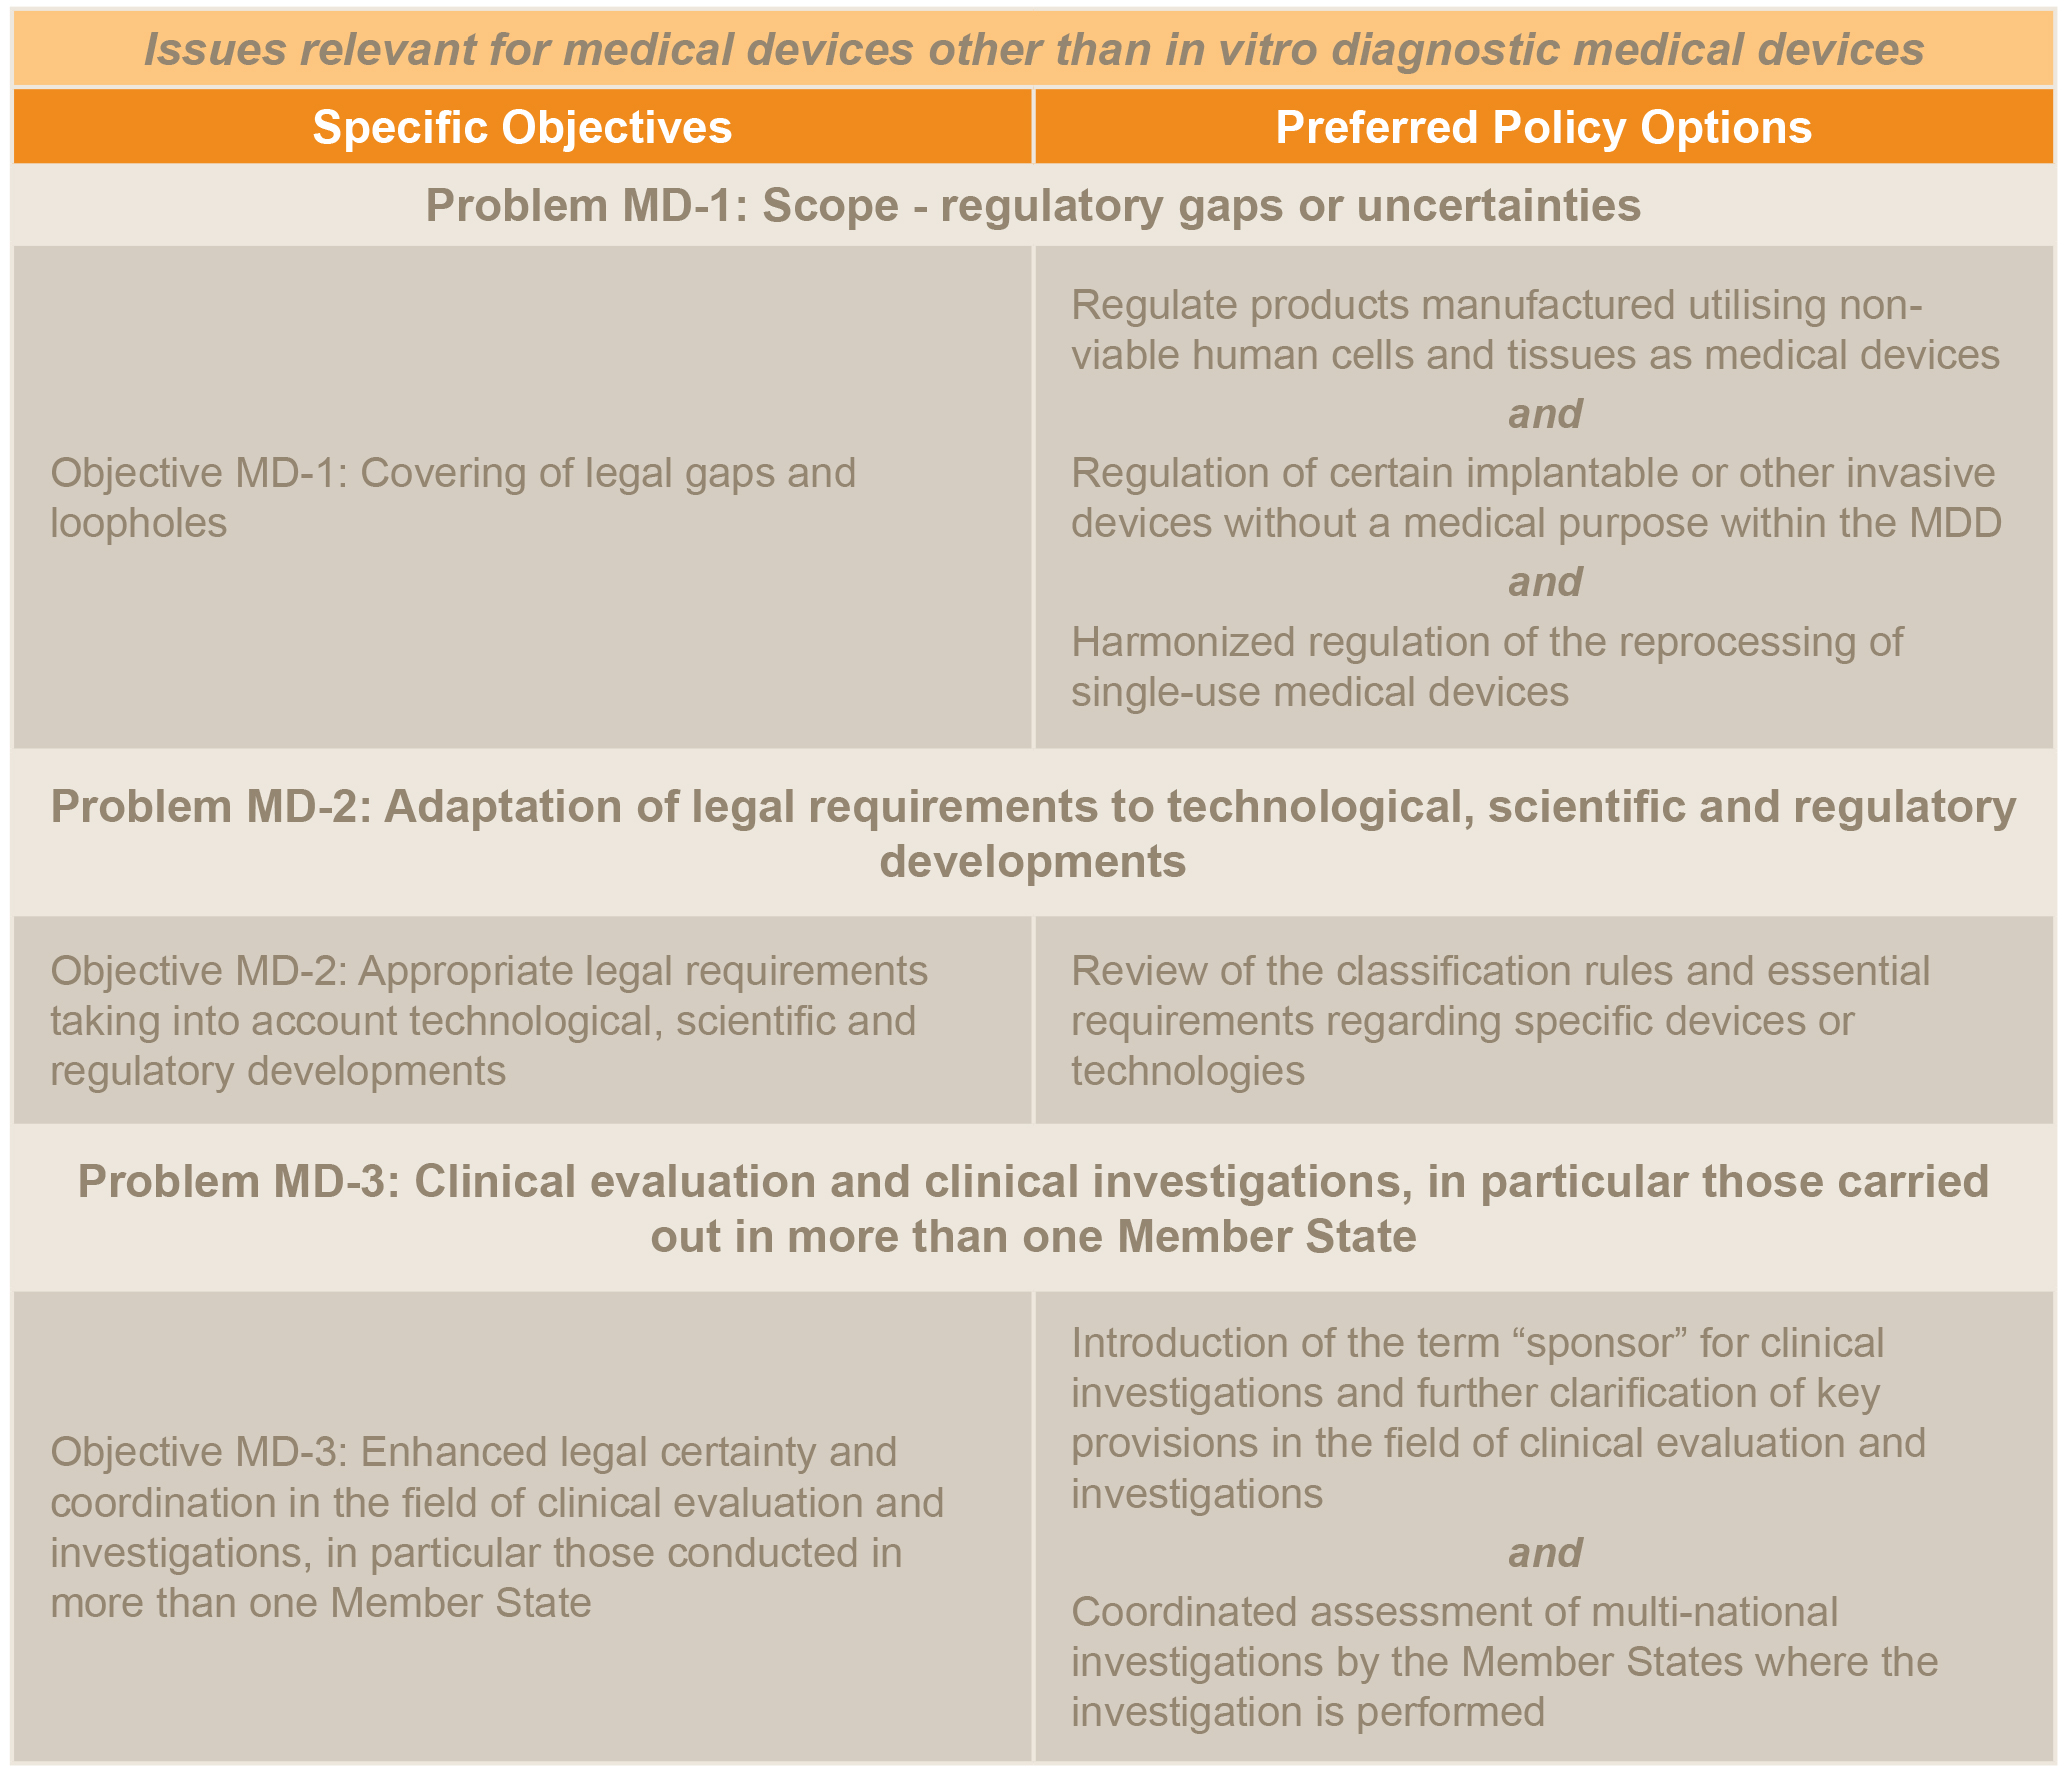 Issues relevant for medical devices other than in vitro diagnostic medical devices
Specific Objectives
Preferred Policy Options
Problem MD-1: Scope - regulatory gaps or uncertainties
Objective MD-1: Covering of legal gaps and
loopholes
Regulate products manufactured utilising non-
viable human cells and tissues as medical devices
and
Regulation of certain implantable or other invasive
devices without a medical purpose within the MDD
and
Harmonized regulation of the reprocessing of
single-use medical devices
Problem MD-2: Adaptation of legal requirements to technological, scientific and regulatory
developments
Objective MD-2: Appropriate legal requirements
taking into account technological, scientific and
regulatory developments
Review of the classification rules and essential
requirements regarding specific devices or
technologies
Problem MD-3: Clinical evaluation and clinical investigations, in particular those carried
out in more than one Member State
Objective MD-3: Enhanced legal certainty and
coordination in the field of clinical evaluation and
investigations, in particular those conducted in
more than one Member State
Introduction of the term “sponsor” for clinical
investigations and further clarification of key
provisions in the field of clinical evaluation and
investigations
and
Coordinated assessment of multi-national
investigations by the Member States where the
investigation is performed